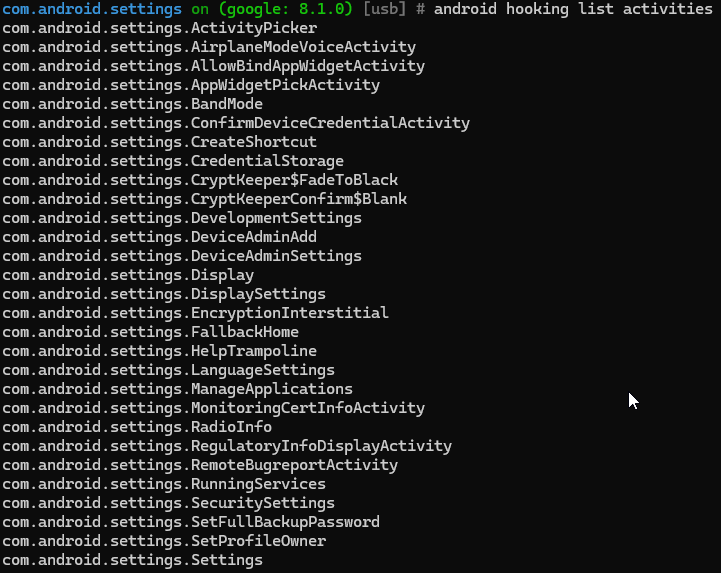 com.android.settings on (google: 8.1.0) [usb] # android hooking list activities
com.android.settings.ActivityPicker
com.android.settings.AirplaneModeVoiceActivity
com.android.settings.AllowBindAppWidgetActivity
com.android.settings.AppWidgetPickActivity
com.android.settings.BandMode
com.android.settings.ConfirmDeviceCredentialActivity
com.android.settings.CreateShortcut
com.android.settings.CredentialStorage
com.android.settings.CryptKeeper$FadeToBlack
com.android.settings.CryptKeeperConfirm$Blank
com.android.settings.DevelopmentSettings
com.android.settings.DeviceAdminAdd
com.android.settings.DeviceAdminSettings
com.android.settings.Display
com.android.settings.DisplaySettings
com.android.settings.EncryptionInterstitial
com.android.settings.FallbackHome
com.android.settings.HelpTrampoline
com.android.settings.LanguageSettings
com.android.settings.ManageApplications
com.android.settings.MonitoringCertInfoActivity
com.android.settings.RadioInfo
com.android.settings.RegulatoryInfoDisplayActivity
com.android.settings.RemoteBugreportActivity
com.android.settings.RunningServices
com.android.settings.SecuritySettings
com.android.settings.SetFullBackupPassword
com.android.settings.SetProfileOwner
com.android.settings.Settings